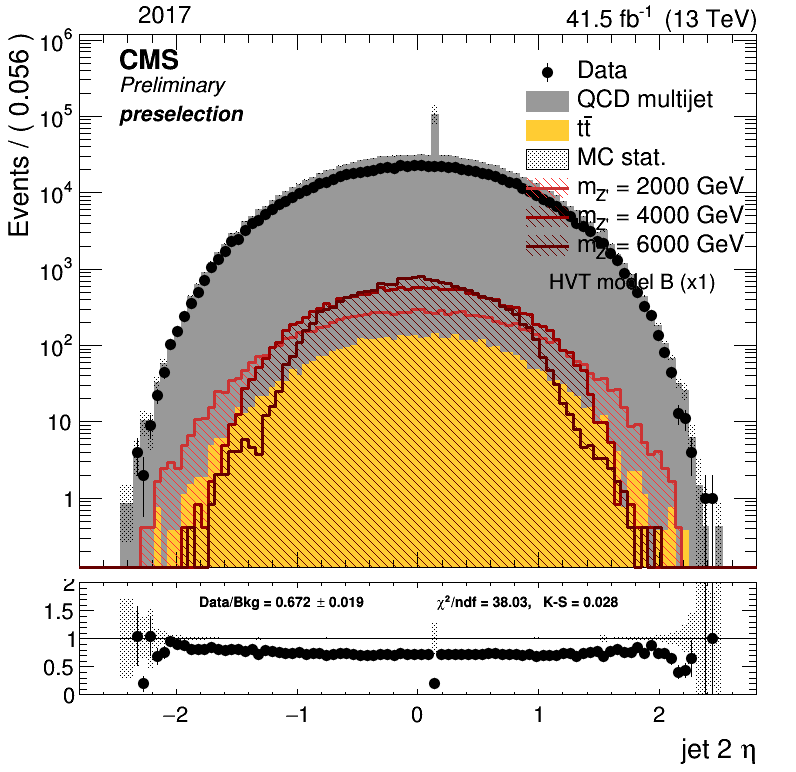 2017
41.5 fb⁻¹ (13 TeV)
CMS
Preliminary
preselection
Data
QCD multijet
tt̄
MC stat.
m_Z' = 2000 GeV
m_Z' = 4000 GeV
m_Z' = 6000 GeV
HVT model B (x1)
Events / ( 0.056 )
10⁶
10⁵
10⁴
10³
10²
10
1
Data/Bkg = 0.672 ± 0.019
χ²/ndf = 38.03, K-S = 0.028
2
1.5
1
0.5
0
−2 −1 0 1 2
jet 2 η